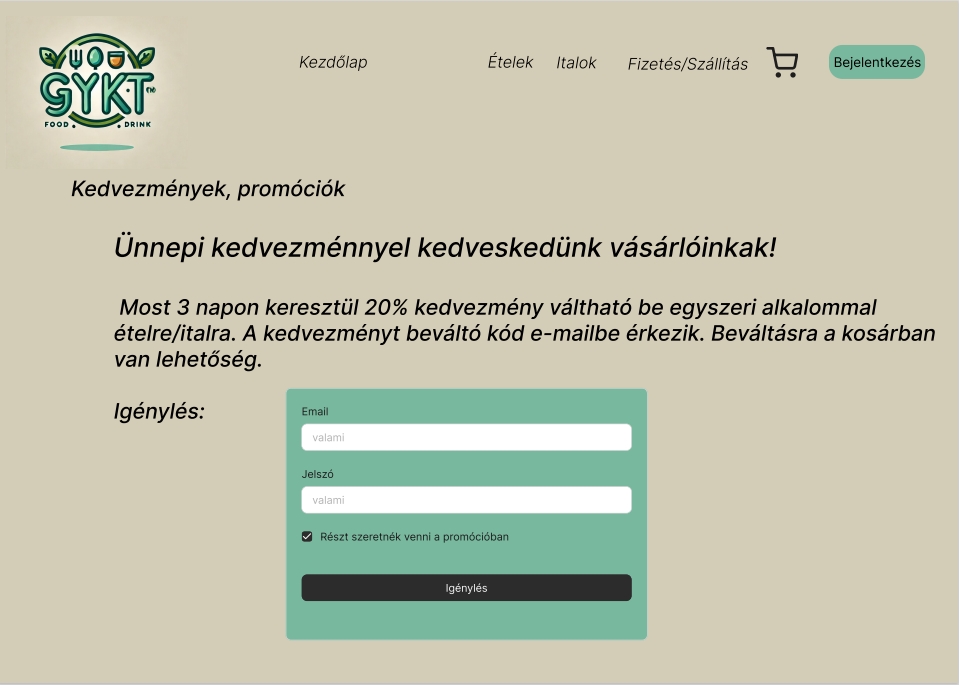 GYKT
FOOD DRINK
Kezdőlap Ételek Italok Fizetés/Szállítás Bejelentkezés
Kedvezmények, promóciók
Ünnepi kedvezménnyel kedveskedünk vásárlóinkak!
Most 3 napon keresztül 20% kedvezmény váltható be egyszeri alkalommal
ételre/italra. A kedvezményt beváltó kód e-mailbe érkezik. Beváltásra a kosárban
van lehetőség.
Igénylés:
Email
valami
Jelszó
valami
Részt szeretnék venni a promócióban
Igénylés